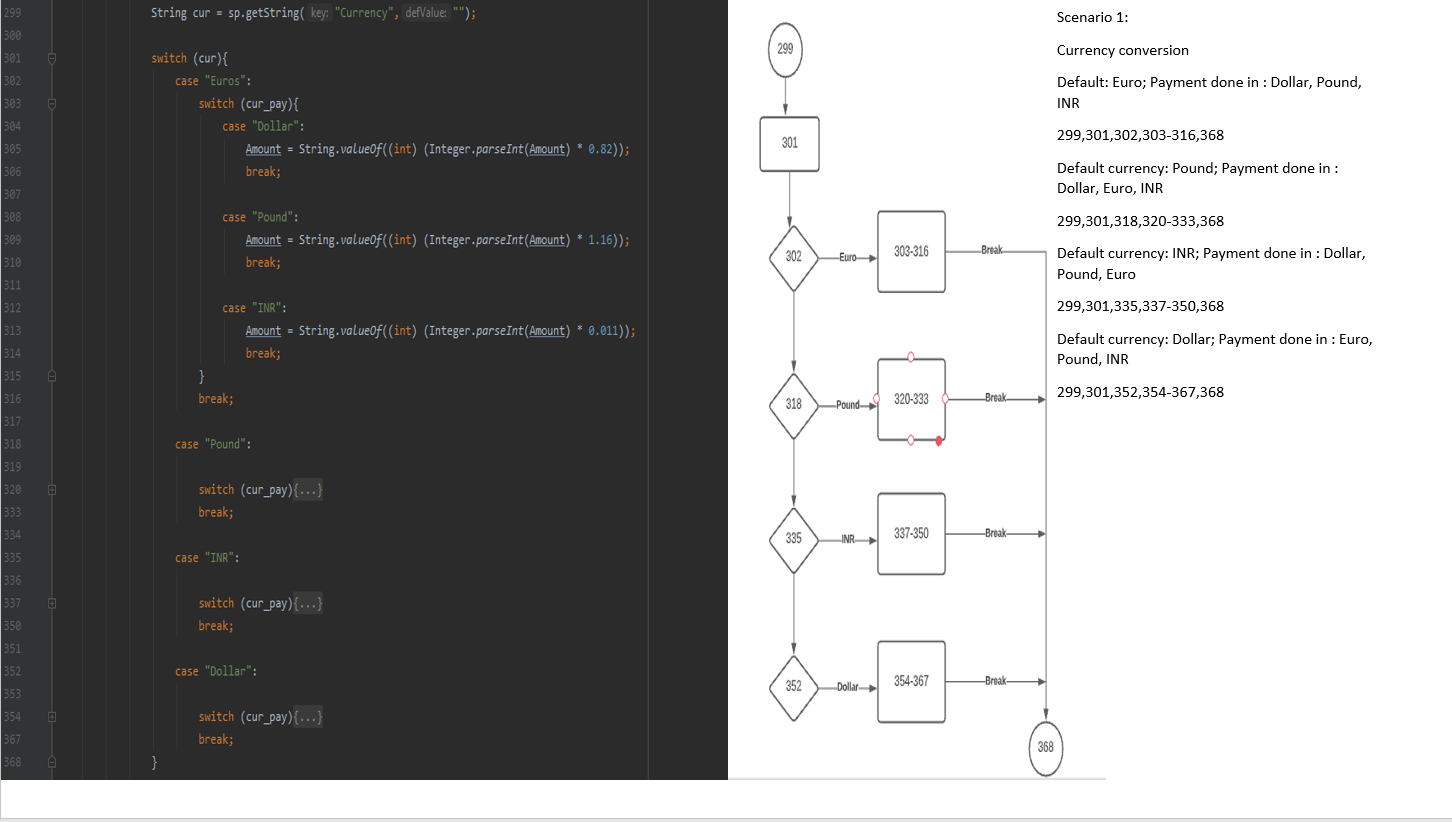 299 String cur = sp.getString( key: "Currency", defValue: "");
300
301 switch (cur){
302 case "Euros":
303 switch (cur_pay){
304 case "Dollar":
305 Amount = String.valueOf((int) (Integer.parseInt(Amount) * 0.82));
306 break;
307
308 case "Pound":
309 Amount = String.valueOf((int) (Integer.parseInt(Amount) * 1.16));
310 break;
311
312 case "INR":
313 Amount = String.valueOf((int) (Integer.parseInt(Amount) * 0.011));
314 break;
315 }
316 break;
317
318 case "Pound":
319
320 switch (cur_pay){...}
333 break;
334
335 case "INR":
336
337 switch (cur_pay){...}
350 break;
351
352 case "Dollar":
353
354 switch (cur_pay){...}
367 break;
368 }
299
301
302 Euro 303-316 Break
318 Pound 320-333 Break
335 INR 337-350 Break
352 Dollar 354-367 Break
368
Scenario 1:
Currency conversion
Default: Euro; Payment done in : Dollar, Pound,
INR
299,301,302,303-316,368
Default currency: Pound; Payment done in :
Dollar, Euro, INR
299,301,318,320-333,368
Default currency: INR; Payment done in : Dollar,
Pound, Euro
299,301,335,337-350,368
Default currency: Dollar; Payment done in : Euro,
Pound, INR
299,301,352,354-367,368